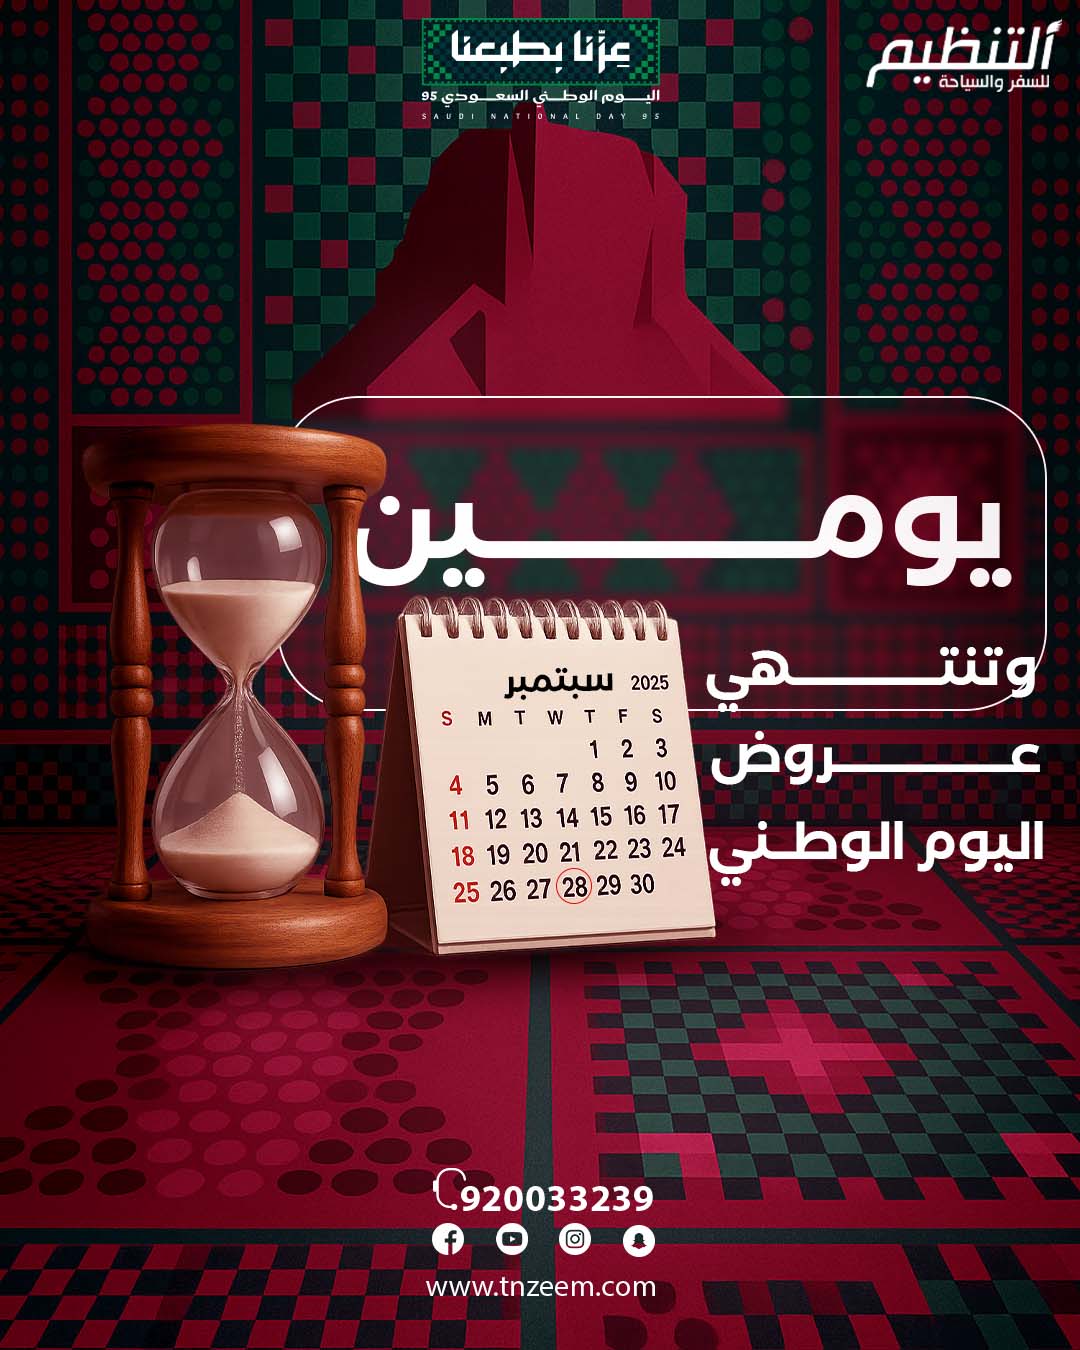 عزّنا بطبعنا
اليوم الوطني السعودي 95
SAUDI NATIONAL DAY 95
التنظيم
للسفر والسياحة
يومين
وتنتهي
عروض
اليوم الوطني
سبتمبر 2025
S M T W T F S
1 2 3
4 5 6 7 8 9 10
11 12 13 14 15 16 17
18 19 20 21 22 23 24
25 26 27 28 29 30
920033239
www.tnzeem.com